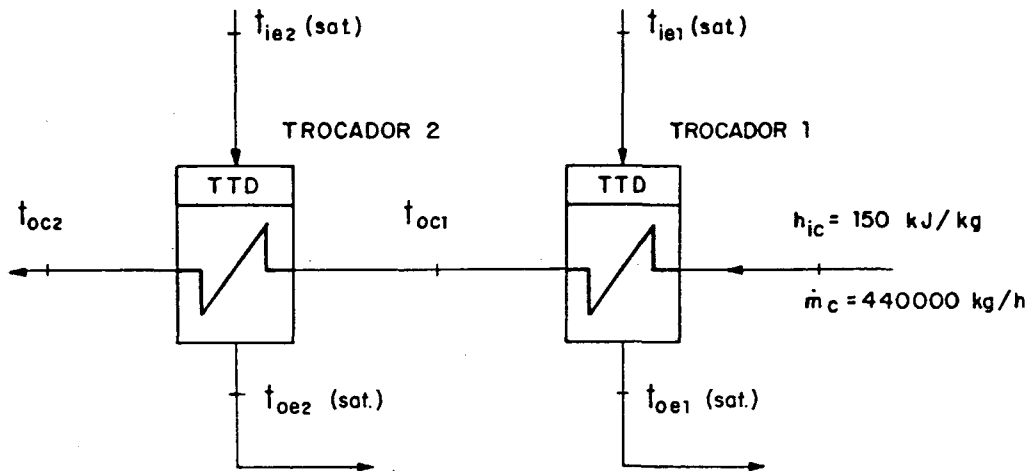 t_ie2 (sat.)
t_ie1 (sat.)
TROCADOR 2
TROCADOR 1
TTD
TTD
t_oc2
t_oc1
h_ic = 150 kJ/kg
ṁ_c = 440000 kg/h
t_oe2 (sat.)
t_oe1 (sat.)